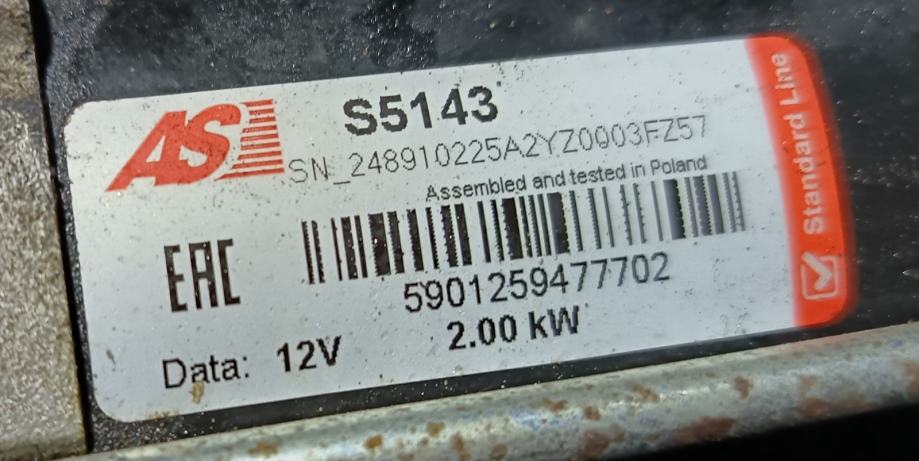 AS
S5143
SN_248910225A2YZ0003FZ57
Assembled and tested in Poland
EAC
5901259477702
Data: 12V 2.00 kW
Standard Line